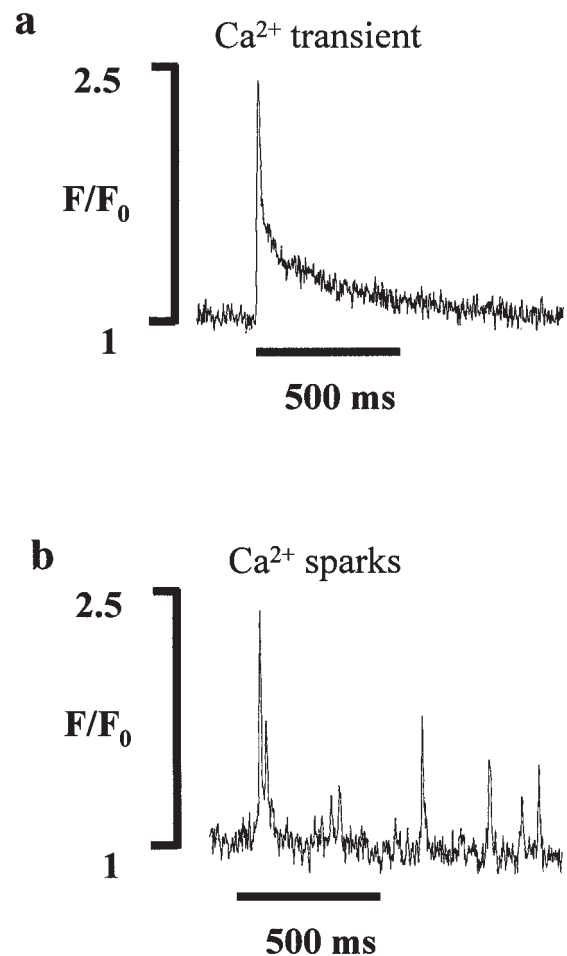 a
Ca²⁺ transient
2.5
F/F₀
1
500 ms
b
Ca²⁺ sparks
2.5
F/F₀
1
500 ms